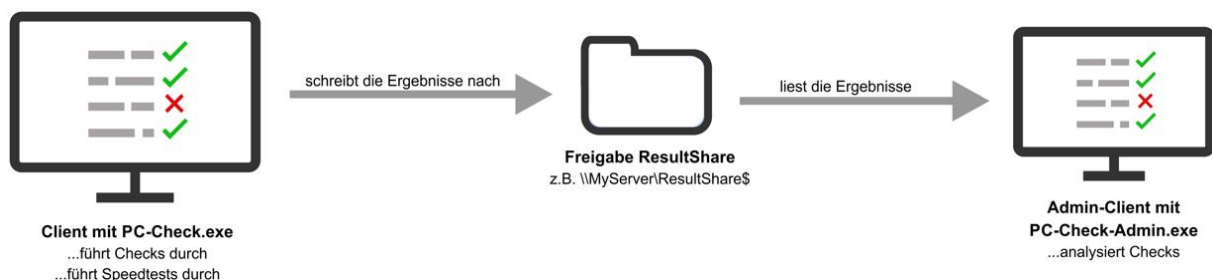 schreibt die Ergebnisse nach
liest die Ergebnisse
Freigabe ResultShare
z.B. \\MyServer\ResultShare$
Client mit PC-Check.exe
...führt Checks durch
...führt Speedtests durch
Admin-Client mit
PC-Check-Admin.exe
...analysiert Checks